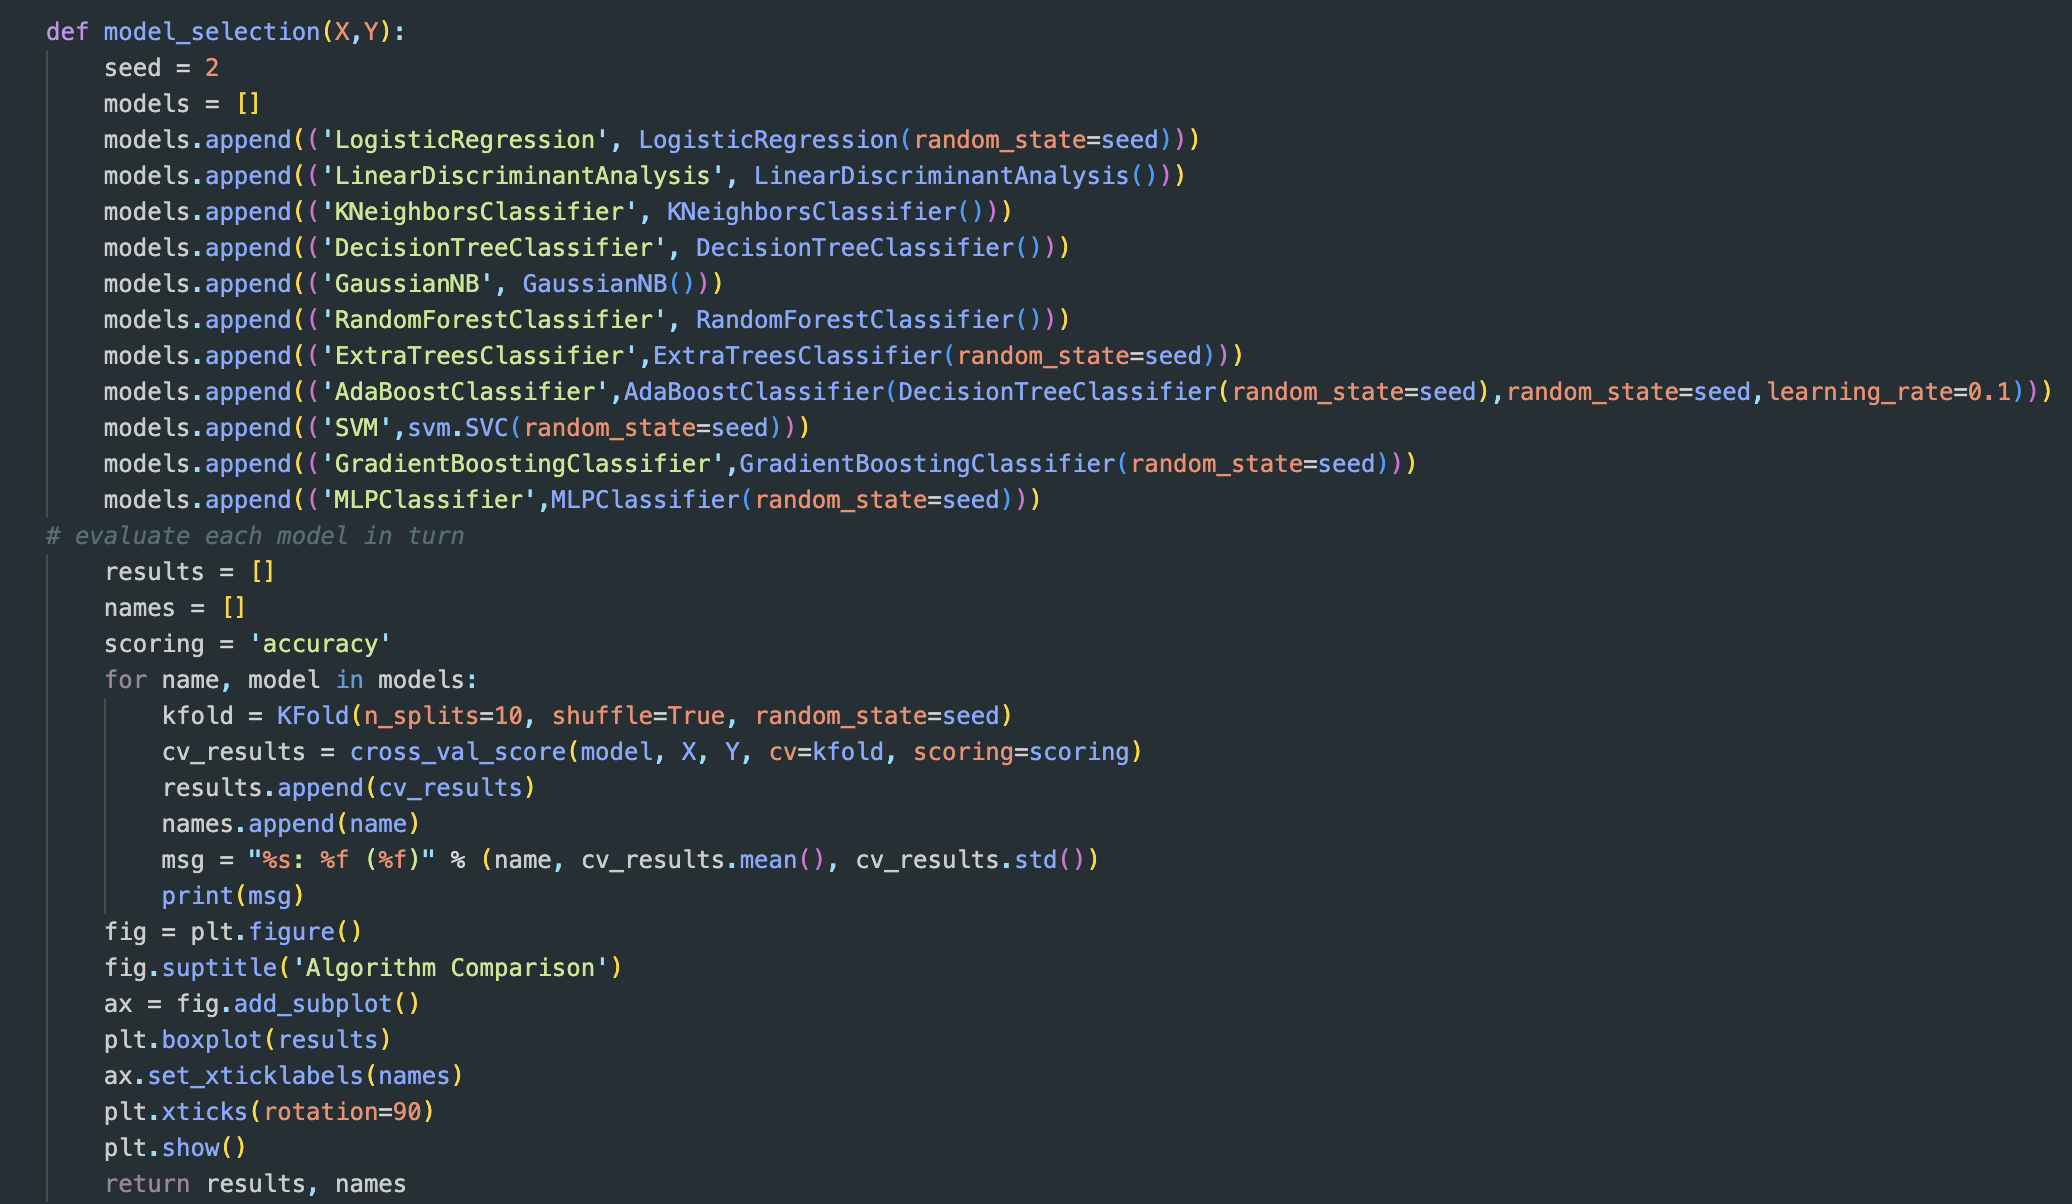 def model_selection(X,Y):
    seed = 2
    models = []
    models.append(('LogisticRegression', LogisticRegression(random_state=seed)))
    models.append(('LinearDiscriminantAnalysis', LinearDiscriminantAnalysis()))
    models.append(('KNeighborsClassifier', KNeighborsClassifier()))
    models.append(('DecisionTreeClassifier', DecisionTreeClassifier()))
    models.append(('GaussianNB', GaussianNB()))
    models.append(('RandomForestClassifier', RandomForestClassifier()))
    models.append(('ExtraTreesClassifier',ExtraTreesClassifier(random_state=seed)))
    models.append(('AdaBoostClassifier',AdaBoostClassifier(DecisionTreeClassifier(random_state=seed),random_state=seed,learning_rate=0.1)))
    models.append(('SVM',svm.SVC(random_state=seed)))
    models.append(('GradientBoostingClassifier',GradientBoostingClassifier(random_state=seed)))
    models.append(('MLPClassifier',MLPClassifier(random_state=seed)))
# evaluate each model in turn
    results = []
    names = []
    scoring = 'accuracy'
    for name, model in models:
        kfold = KFold(n_splits=10, shuffle=True, random_state=seed)
        cv_results = cross_val_score(model, X, Y, cv=kfold, scoring=scoring)
        results.append(cv_results)
        names.append(name)
        msg = "%s: %f (%f)" % (name, cv_results.mean(), cv_results.std())
        print(msg)
    fig = plt.figure()
    fig.suptitle('Algorithm Comparison')
    ax = fig.add_subplot()
    plt.boxplot(results)
    ax.set_xticklabels(names)
    plt.xticks(rotation=90)
    plt.show()
    return results, names